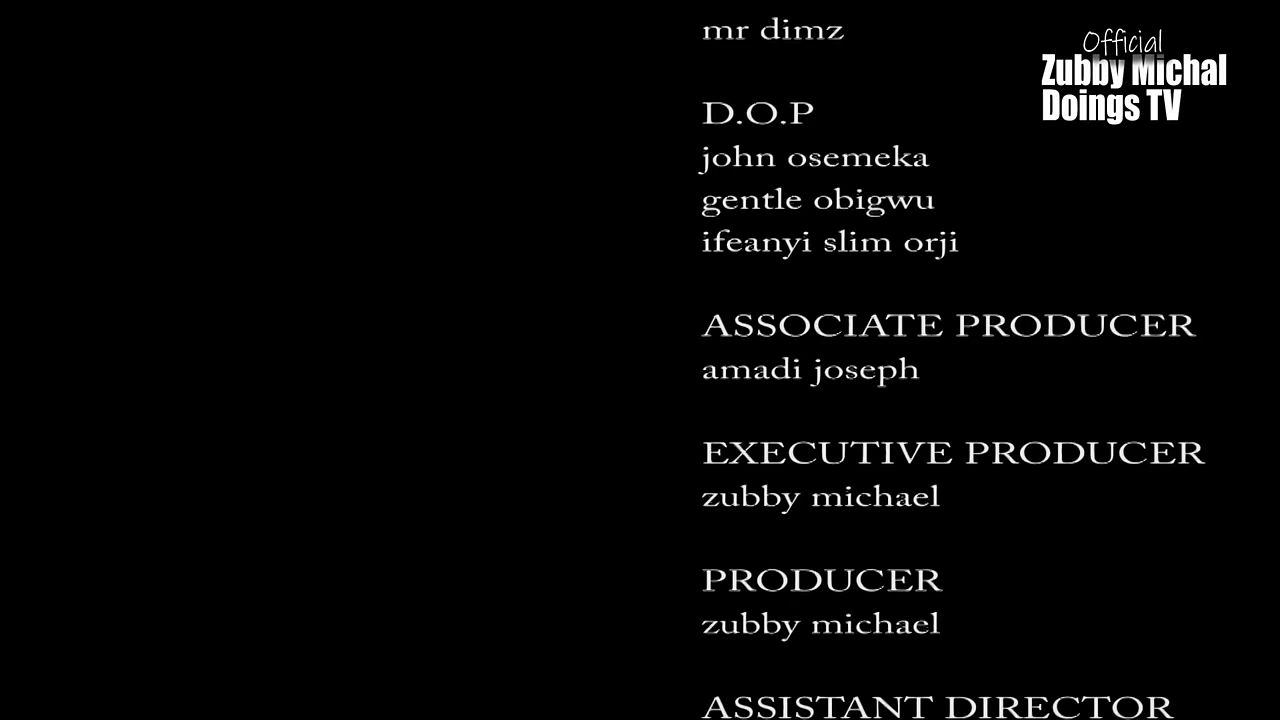 mr dimz
Official
Zubby Michal
Doings TV
D.O.P
john osemeka
gentle obigwu
ifeanyi slim orji
ASSOCIATE PRODUCER
amadi joseph
EXECUTIVE PRODUCER
zubby michael
PRODUCER
zubby michael
ASSISTANT DIRECTOR